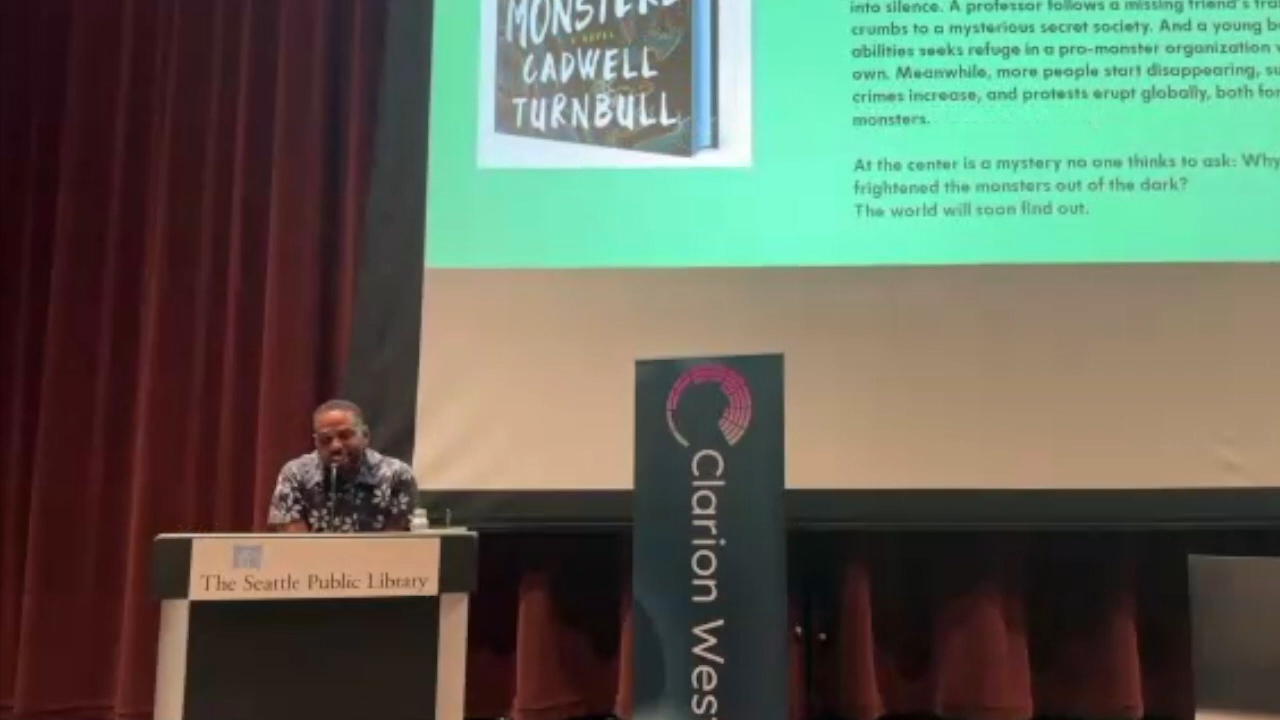 MONSTERS
A NOVEL
CADWELL
TURNBULL
into silence. A professor follows a missing friend's
crumbs to a mysterious secret society. And a young
abilities seeks refuge in a pro-monster organization
own. Meanwhile, more people start disappearing,
crimes increase, and protests erupt globally, both for
monsters.
At the center is a mystery no one thinks to ask: Why
frightened the monsters out of the dark?
The world will soon find out.
The Seattle Public Library
Clarion West